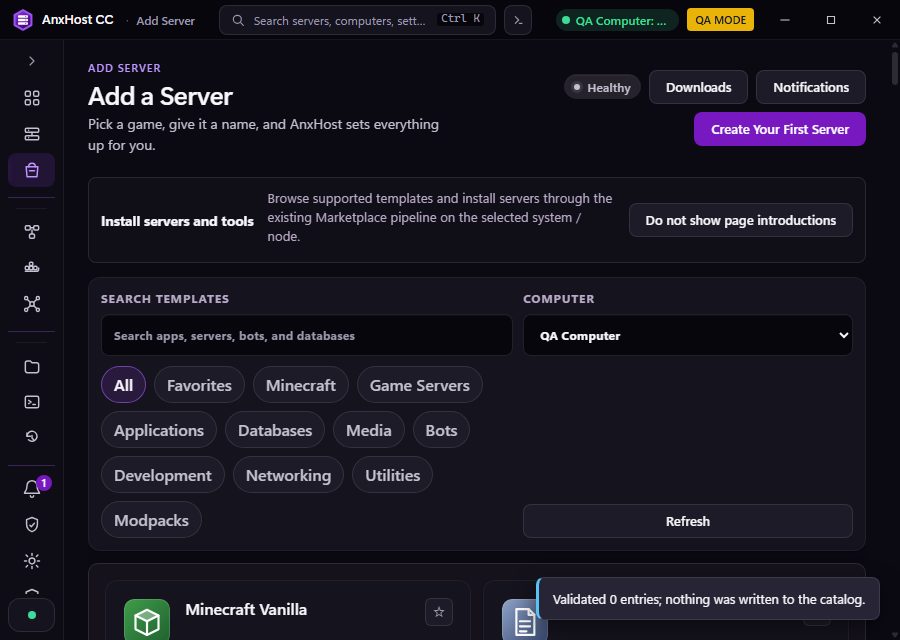 AnxHost CC · Add Server
Search servers, computers, sett... Ctrl K
QA Computer: ...
QA MODE
ADD SERVER
Add a Server
Pick a game, give it a name, and AnxHost sets everything
up for you.
Healthy
Downloads
Notifications
Create Your First Server
Install servers and tools
Browse supported templates and install servers through the
existing Marketplace pipeline on the selected system /
node.
Do not show page introductions
SEARCH TEMPLATES
Search apps, servers, bots, and databases
COMPUTER
QA Computer
All Favorites Minecraft Game Servers
Applications Databases Media Bots
Development Networking Utilities
Modpacks
Refresh
1
Minecraft Vanilla
Validated 0 entries; nothing was written to the catalog.